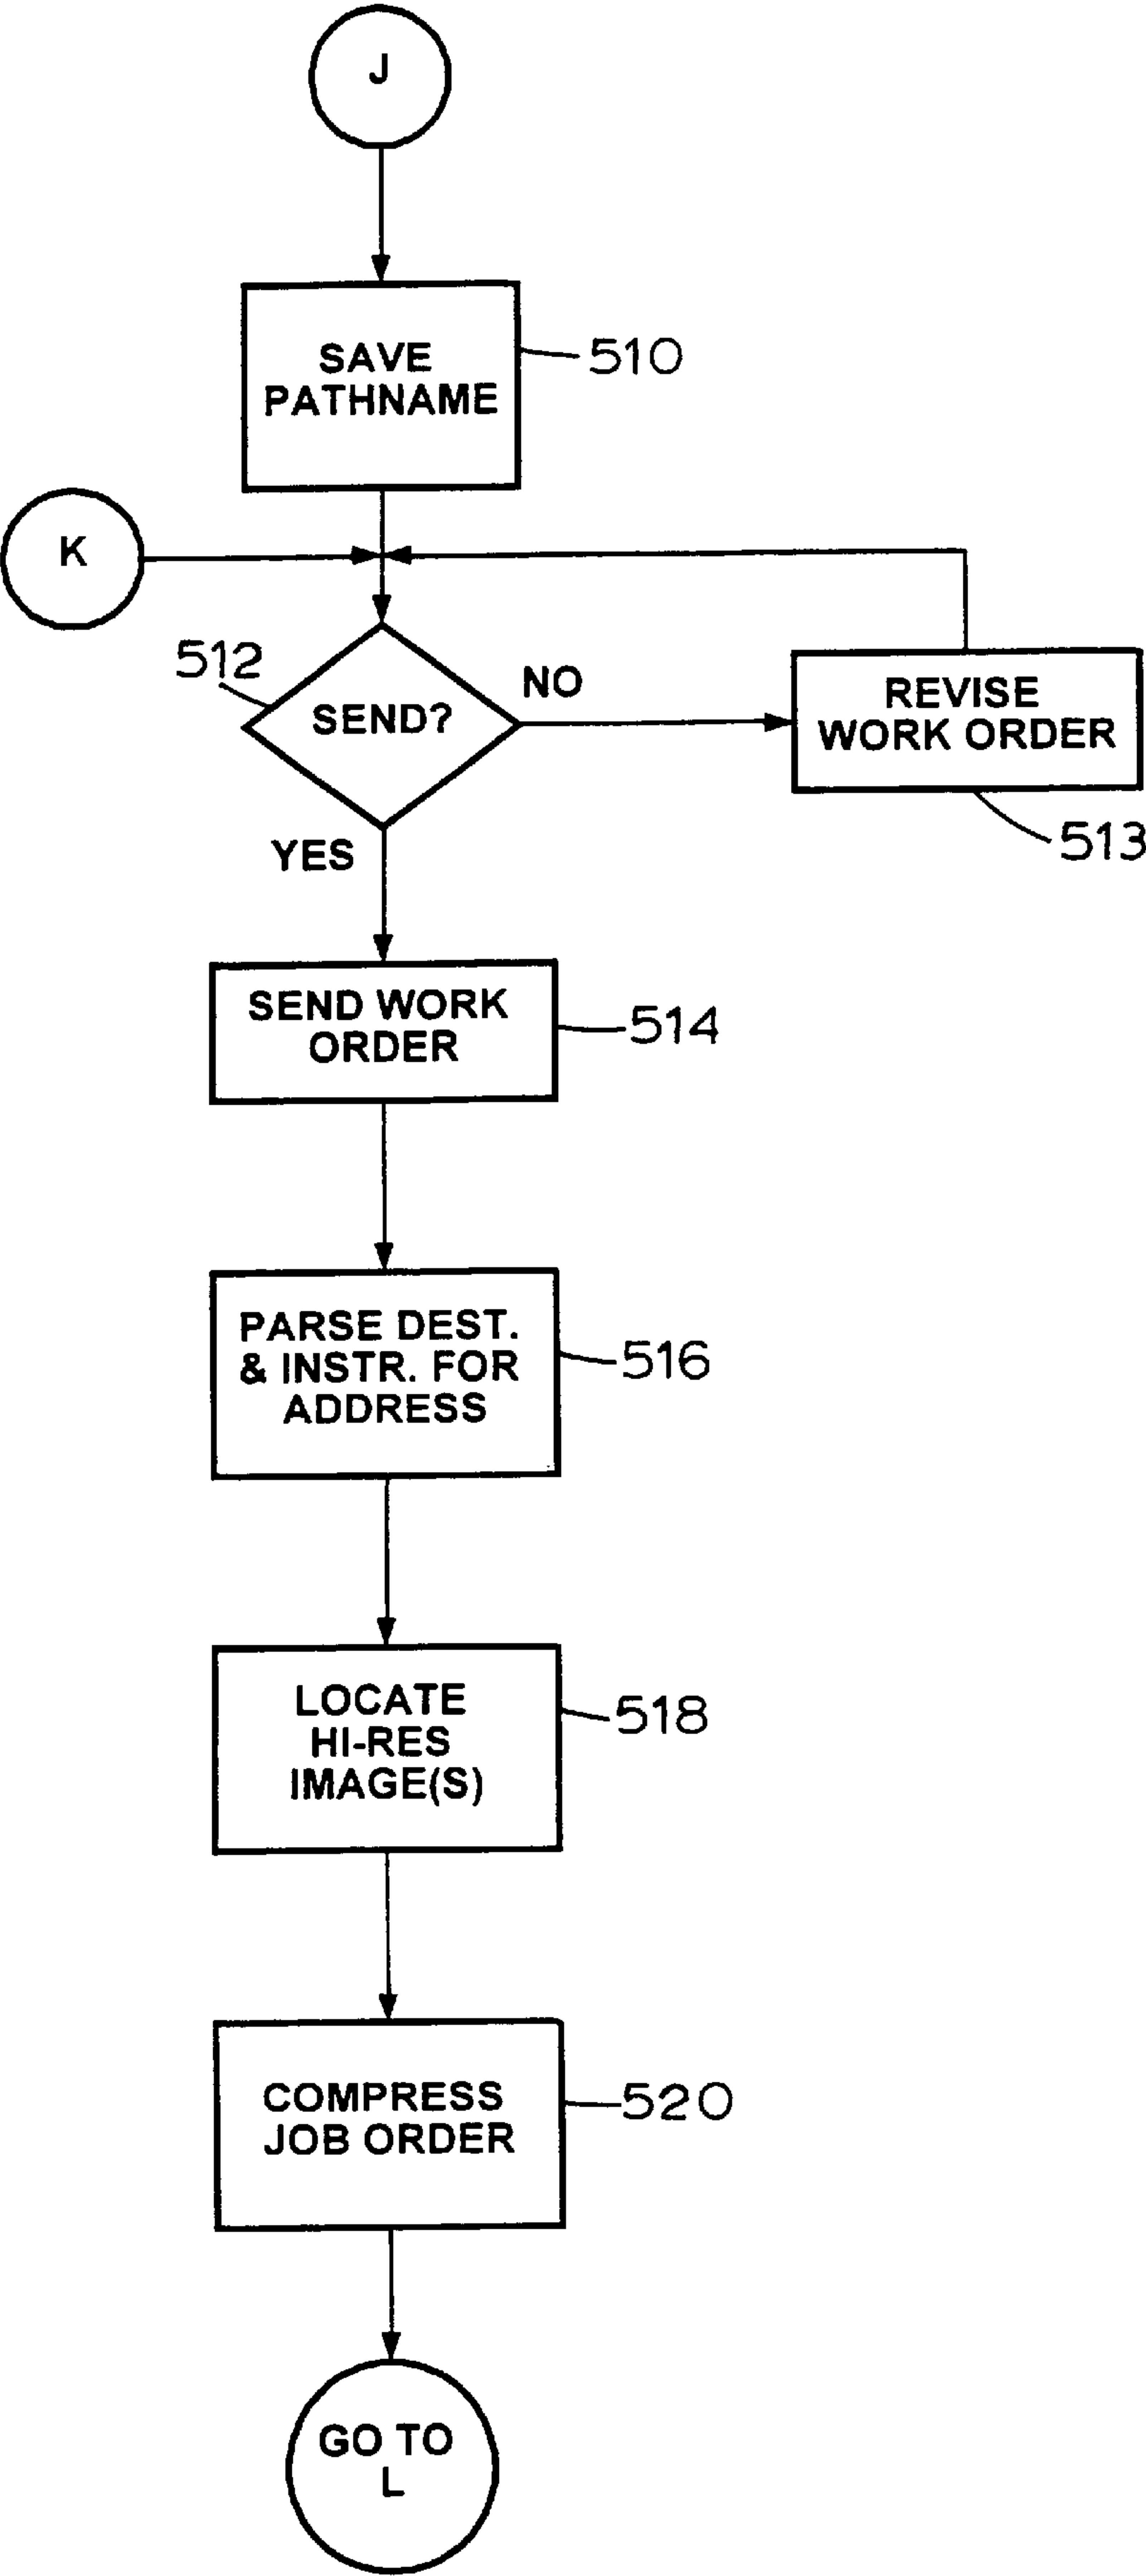 J
SAVE
PATHNAME
510
K
512
SEND?
NO
REVISE
WORK ORDER
513
YES
SEND WORK
ORDER
514
PARSE DEST.
& INSTR. FOR
ADDRESS
516
LOCATE
HI-RES
IMAGE(S)
518
COMPRESS
JOB ORDER
520
GO TO
L